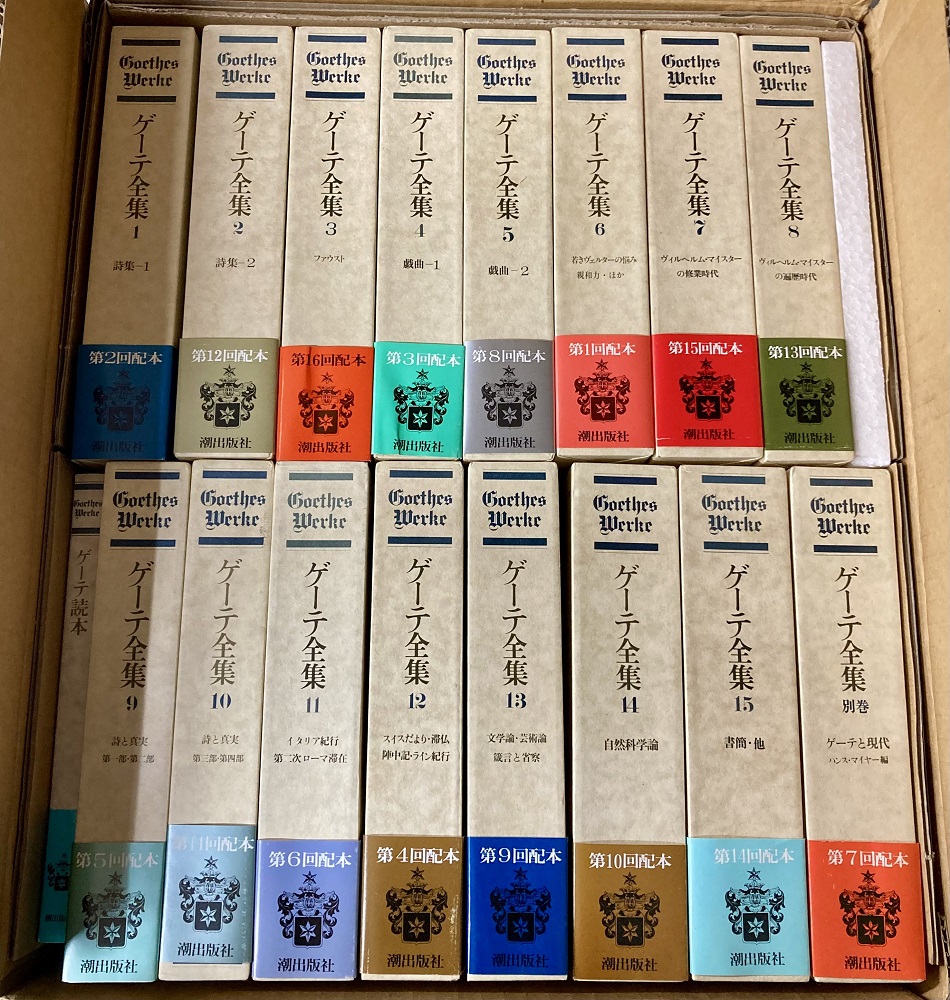 Goethes
Werke
ゲーテ全集
1
詩集-1
第2回配本
潮出版社
Goethes
Werke
ゲーテ全集
2
詩集-2
第12回配本
潮出版社
Goethes
Werke
ゲーテ全集
3
ファウスト
第16回配本
潮出版社
Goethes
Werke
ゲーテ全集
4
戯曲-1
第3回配本
潮出版社
Goethes
Werke
ゲーテ全集
5
戯曲-2
第8回配本
潮出版社
Goethes
Werke
ゲーテ全集
6
若きヴェルターの悩み
親和力・ほか
第1回配本
潮出版社
Goethes
Werke
ゲーテ全集
7
ヴィルヘルム・マイスター
の修業時代
第15回配本
潮出版社
Goethes
Werke
ゲーテ全集
8
ヴィルヘルム・マイスター
の遍歴時代
第13回配本
潮出版社
Goethes
Werke
ゲーテ読本
潮出版社
Goethes
Werke
ゲーテ全集
9
詩と真実
第一部・第二部
第5回配本
潮出版社
Goethes
Werke
ゲーテ全集
10
詩と真実
第三部・第四部
第11回配本
潮出版社
Goethes
Werke
ゲーテ全集
11
イタリア紀行
第二次ローマ滞在
第6回配本
潮出版社
Goethes
Werke
ゲーテ全集
12
スイスだより・滞仏
陣中記・ライン紀行
第4回配本
潮出版社
Goethes
Werke
ゲーテ全集
13
文学論・芸術論
箴言と省察
第9回配本
潮出版社
Goethes
Werke
ゲーテ全集
14
自然科学論
第10回配本
潮出版社
Goethes
Werke
ゲーテ全集
15
書簡・他
第14回配本
潮出版社
Goethes
Werke
ゲーテ全集
別巻
ゲーテと現代
ハンス・マイヤー編
第7回配本
潮出版社